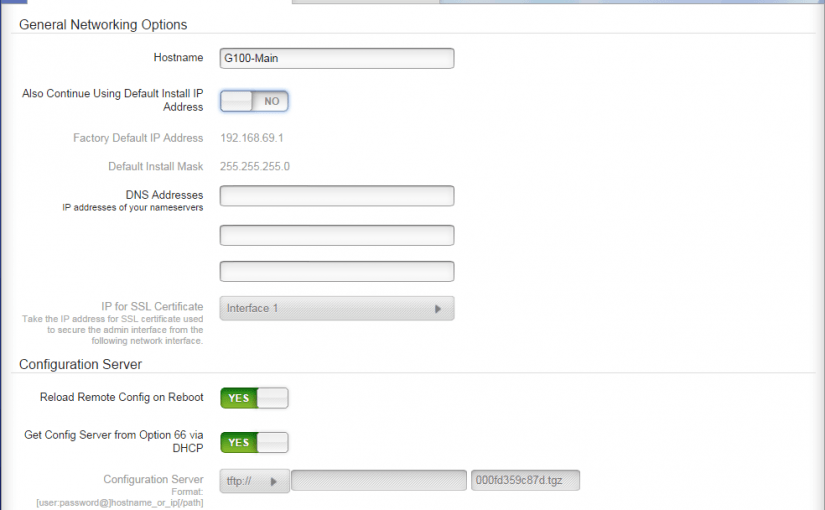 General Networking Options
Hostname
G100-Main
Also Continue Using Default Install IP
Address
NO
Factory Default IP Address
192.168.69.1
Default Install Mask
255.255.255.0
DNS Addresses
IP addresses of your nameservers
IP for SSL Certificate
Interface 1
Take the IP address for SSL certificate used
to secure the admin interface from the
following network interface.
Configuration Server
Reload Remote Config on Reboot
YES
Get Config Server from Option 66 via
DHCP
YES
Configuration Server
tftp://
000fd359c87d.tgz
Format:
[user:password@]hostname_or_ip[/path]